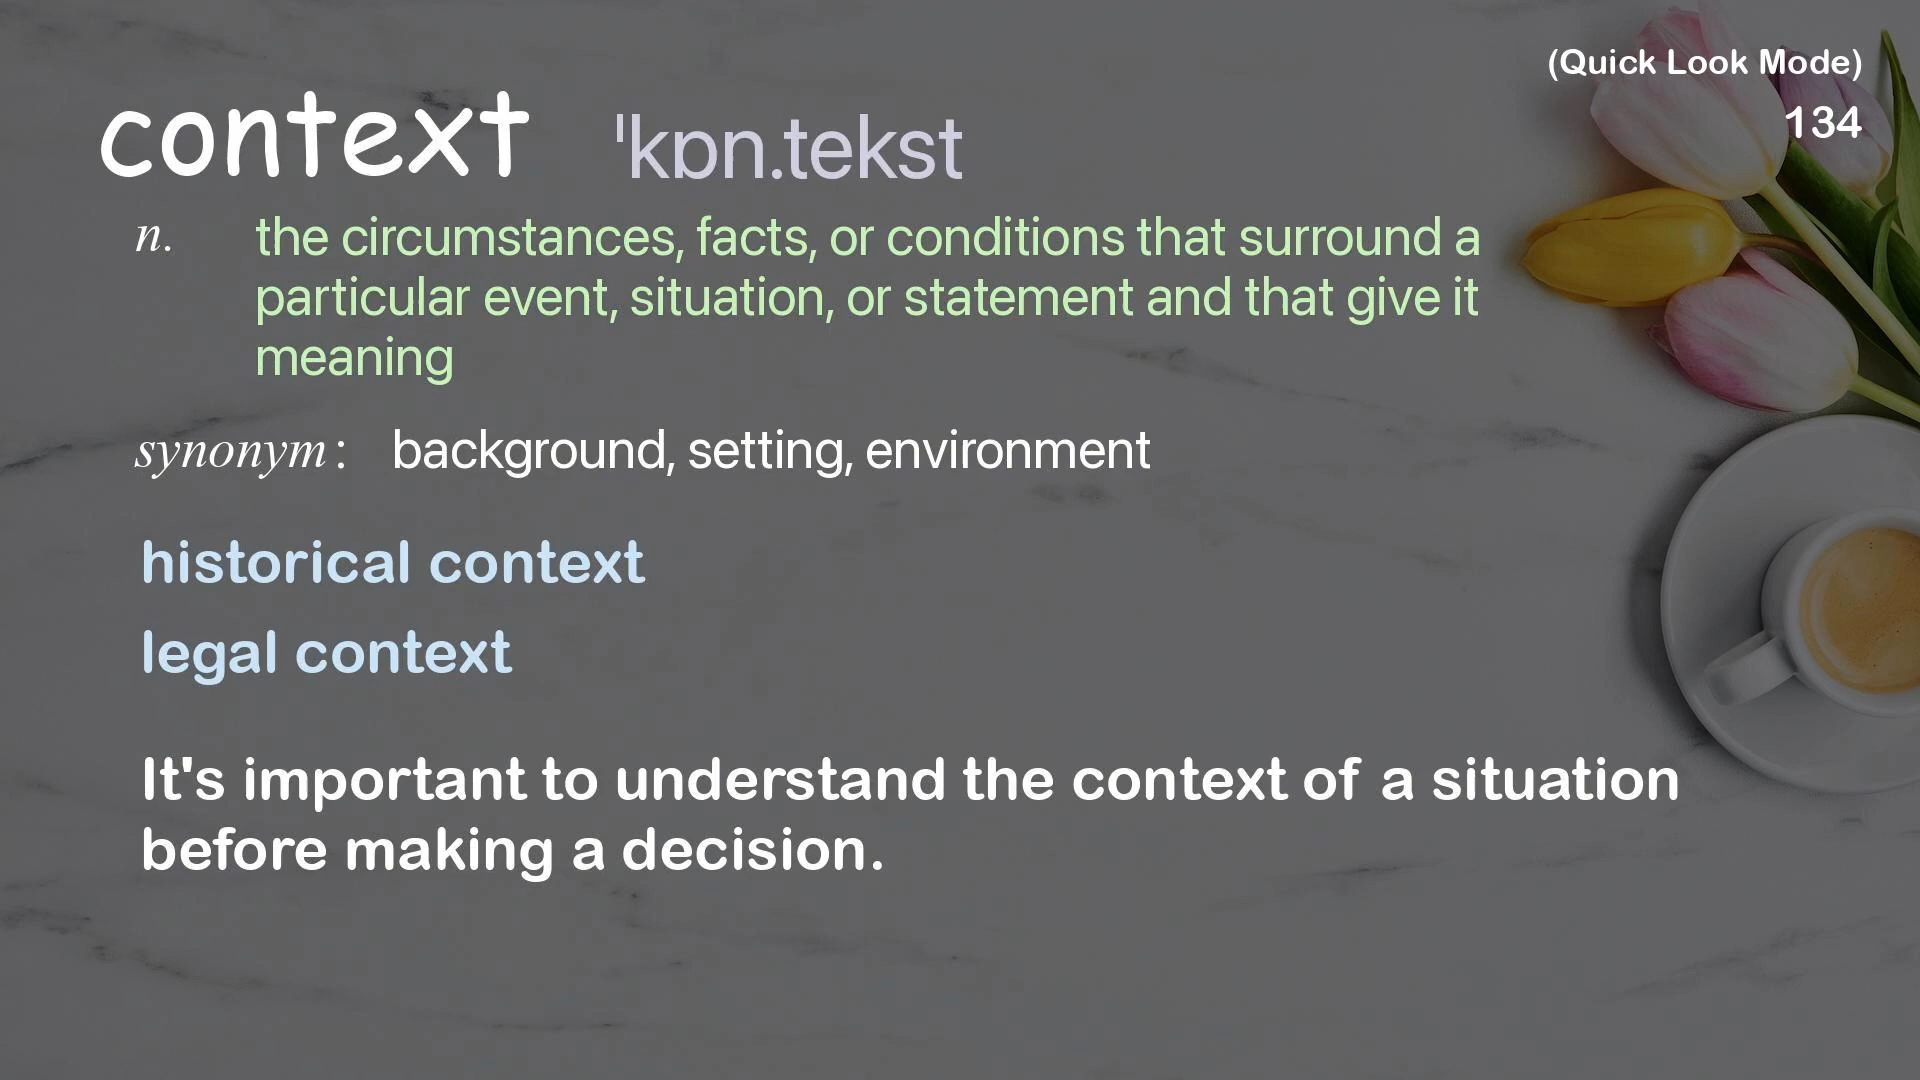 (Quick Look Mode)
134
context ˈkɒn.tekst
n. the circumstances, facts, or conditions that surround a
particular event, situation, or statement and that give it
meaning
synonym: background, setting, environment
historical context
legal context
It's important to understand the context of a situation
before making a decision.